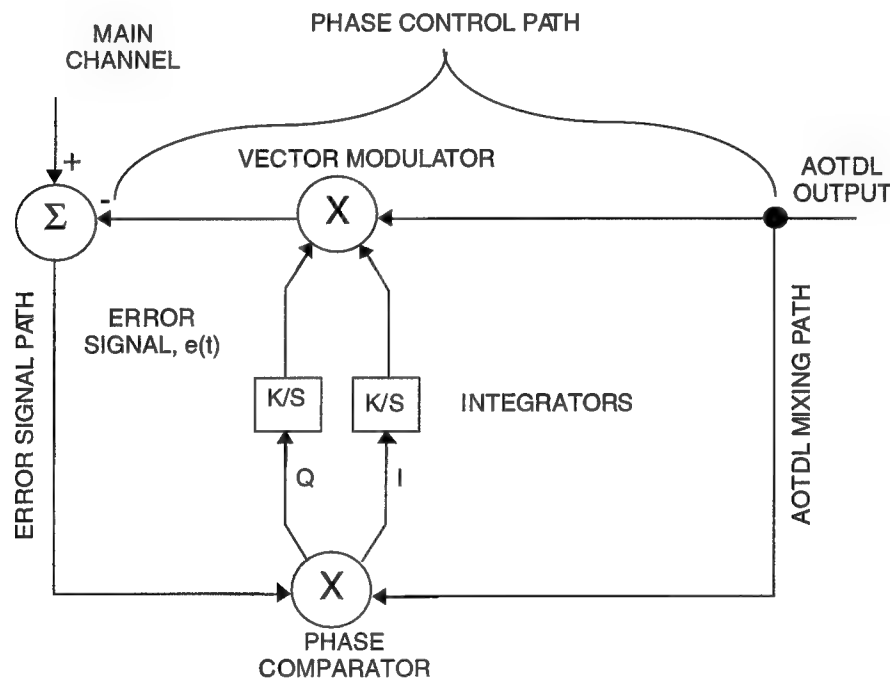 PHASE CONTROL PATH
MAIN
CHANNEL
+
-
VECTOR MODULATOR
AOTDL
OUTPUT
Σ
X
ERROR SIGNAL PATH
ERROR
SIGNAL, e(t)
AOTDL MIXING PATH
K/S
K/S
INTEGRATORS
Q
I
X
PHASE
COMPARATOR